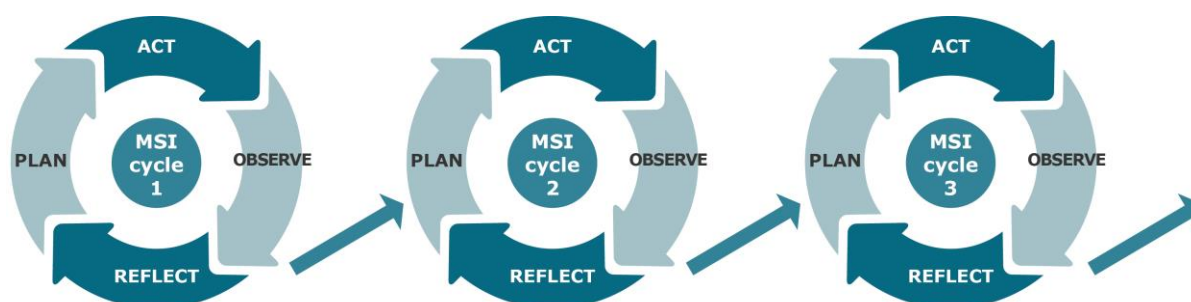 ACT
PLAN
MSI
cycle
1
OBSERVE
REFLECT
ACT
PLAN
MSI
cycle
2
OBSERVE
REFLECT
ACT
PLAN
MSI
cycle
3
OBSERVE
REFLECT